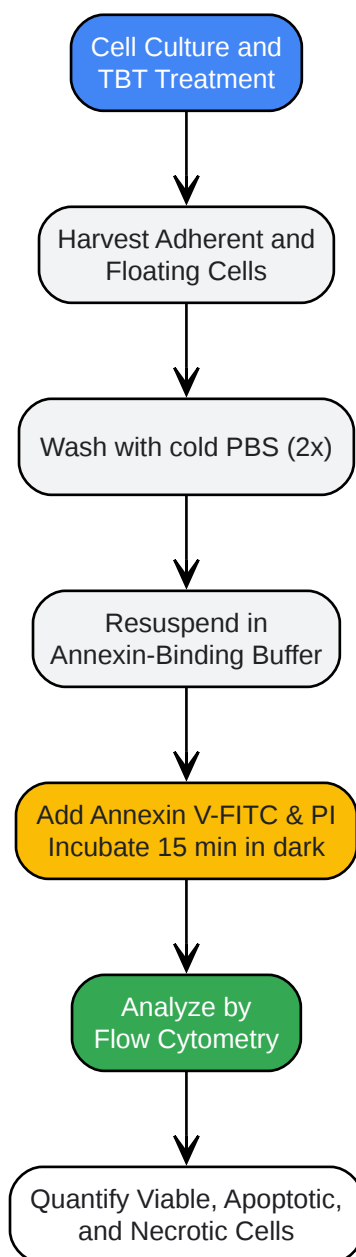 Cell Culture and
TBT Treatment
Harvest Adherent and
Floating Cells
Wash with cold PBS (2x)
Resuspend in
Annexin-Binding Buffer
Add Annexin V-FITC & PI
Incubate 15 min in dark
Analyze by
Flow Cytometry
Quantify Viable, Apoptotic,
and Necrotic Cells